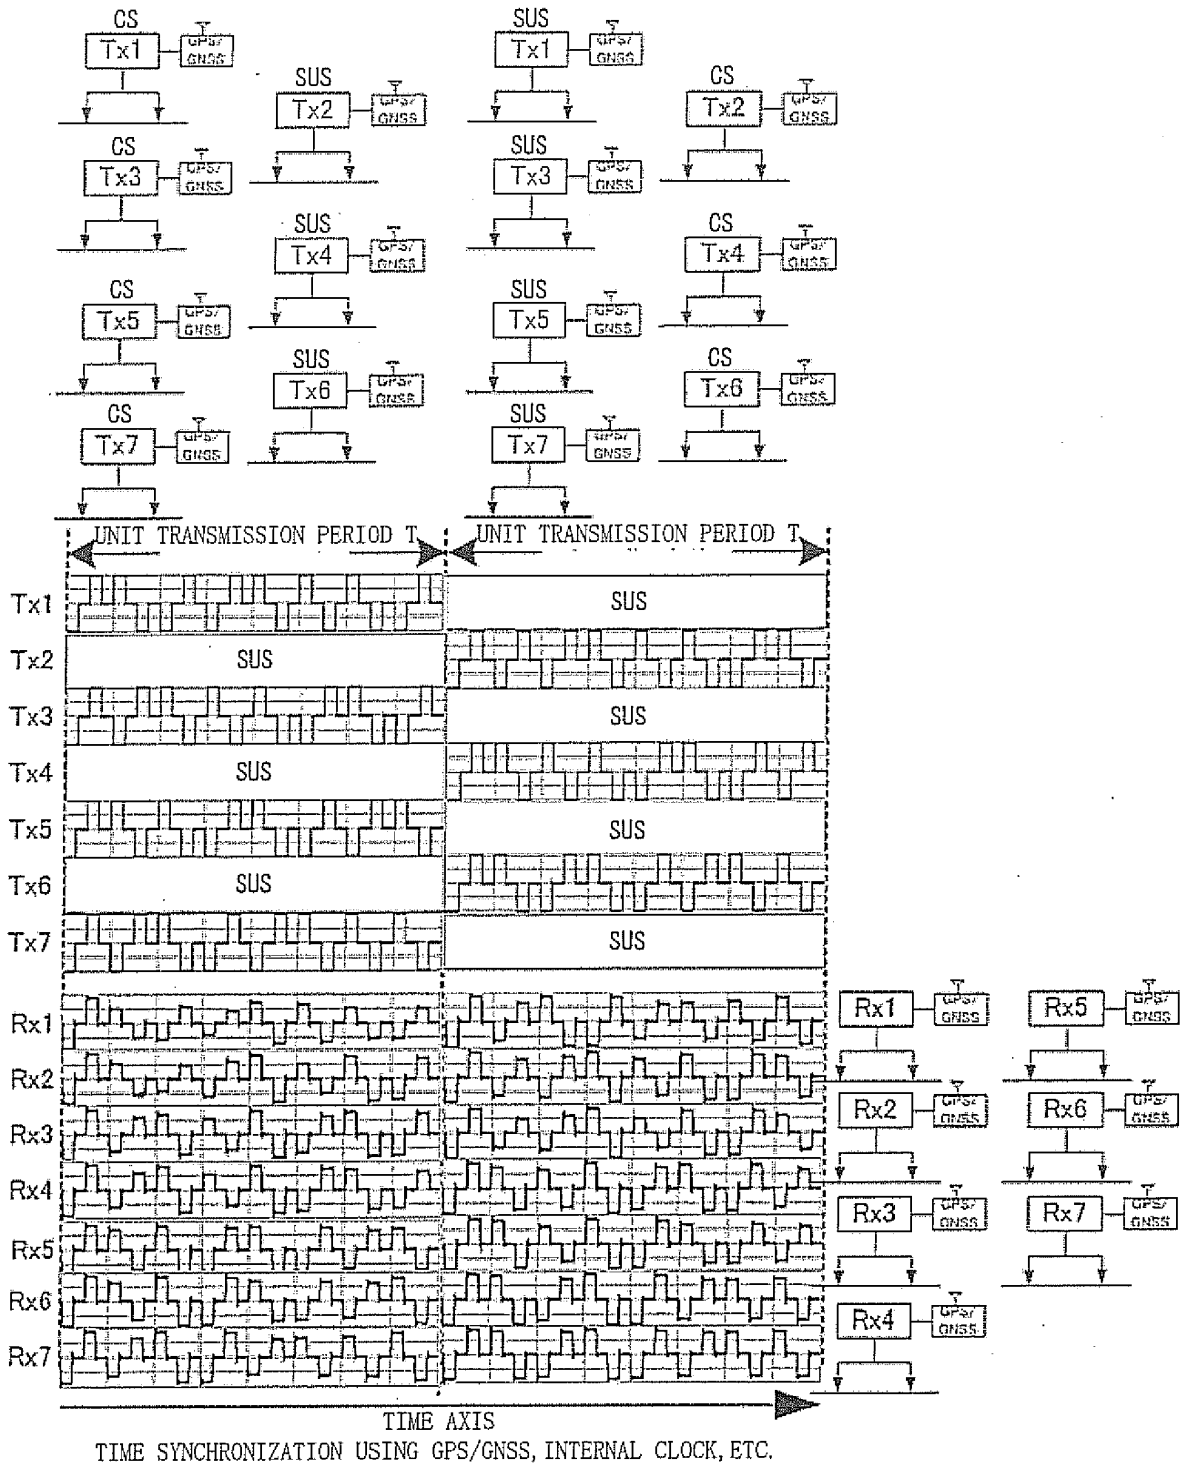 CS
Tx1
GPS/
GNSS
SUS
Tx2
GPS/
GNSS
CS
Tx3
GPS/
GNSS
SUS
Tx4
GPS/
GNSS
CS
Tx5
GPS/
GNSS
SUS
Tx6
GPS/
GNSS
CS
Tx7
GPS/
GNSS
SUS
Tx1
GPS/
GNSS
CS
Tx2
GPS/
GNSS
SUS
Tx3
GPS/
GNSS
CS
Tx4
GPS/
GNSS
SUS
Tx5
GPS/
GNSS
CS
Tx6
GPS/
GNSS
SUS
Tx7
GPS/
GNSS
UNIT TRANSMISSION PERIOD T
UNIT TRANSMISSION PERIOD T
Tx1
SUS
Tx2
SUS
Tx3
SUS
Tx4
SUS
Tx5
SUS
Tx6
SUS
Tx7
SUS
Rx1
Rx2
Rx3
Rx4
Rx5
Rx6
Rx7
Rx1
GPS/
GNSS
Rx5
GPS/
GNSS
Rx2
GPS/
GNSS
Rx6
GPS/
GNSS
Rx3
GPS/
GNSS
Rx7
GPS/
GNSS
Rx4
GPS/
GNSS
TIME AXIS
TIME SYNCHRONIZATION USING GPS/GNSS, INTERNAL CLOCK, ETC.